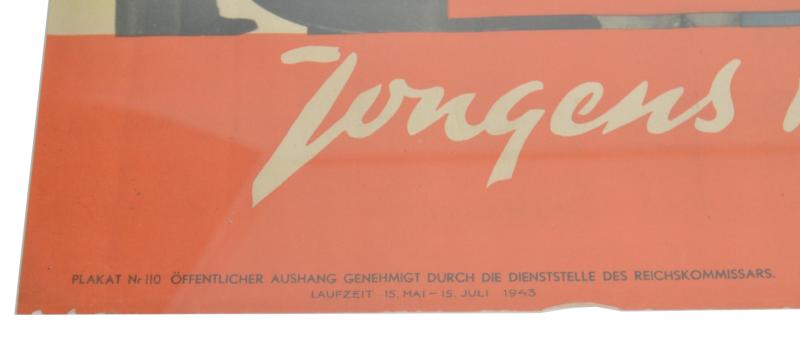 Jongens
PLAKAT Nr 110 ÖFFENTLICHER AUSHANG GENEHMIGT DURCH DIE DIENSTSTELLE DES REICHSKOMMISSARS.
LAUFZEIT 15. MAI – 15. JULI 1943